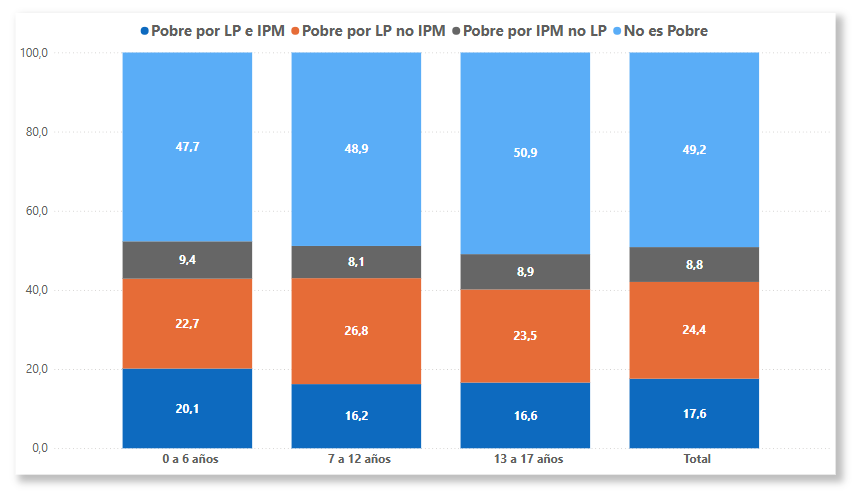 Pobre por LP e IPM Pobre por LP no IPM Pobre por IPM no LP No es Pobre
100,0
80,0
60,0
40,0
20,0
0,0
47,7 48,9 50,9 49,2
9,4 8,1 8,9 8,8
22,7 26,8 23,5 24,4
20,1 16,2 16,6 17,6
0 a 6 años 7 a 12 años 13 a 17 años Total